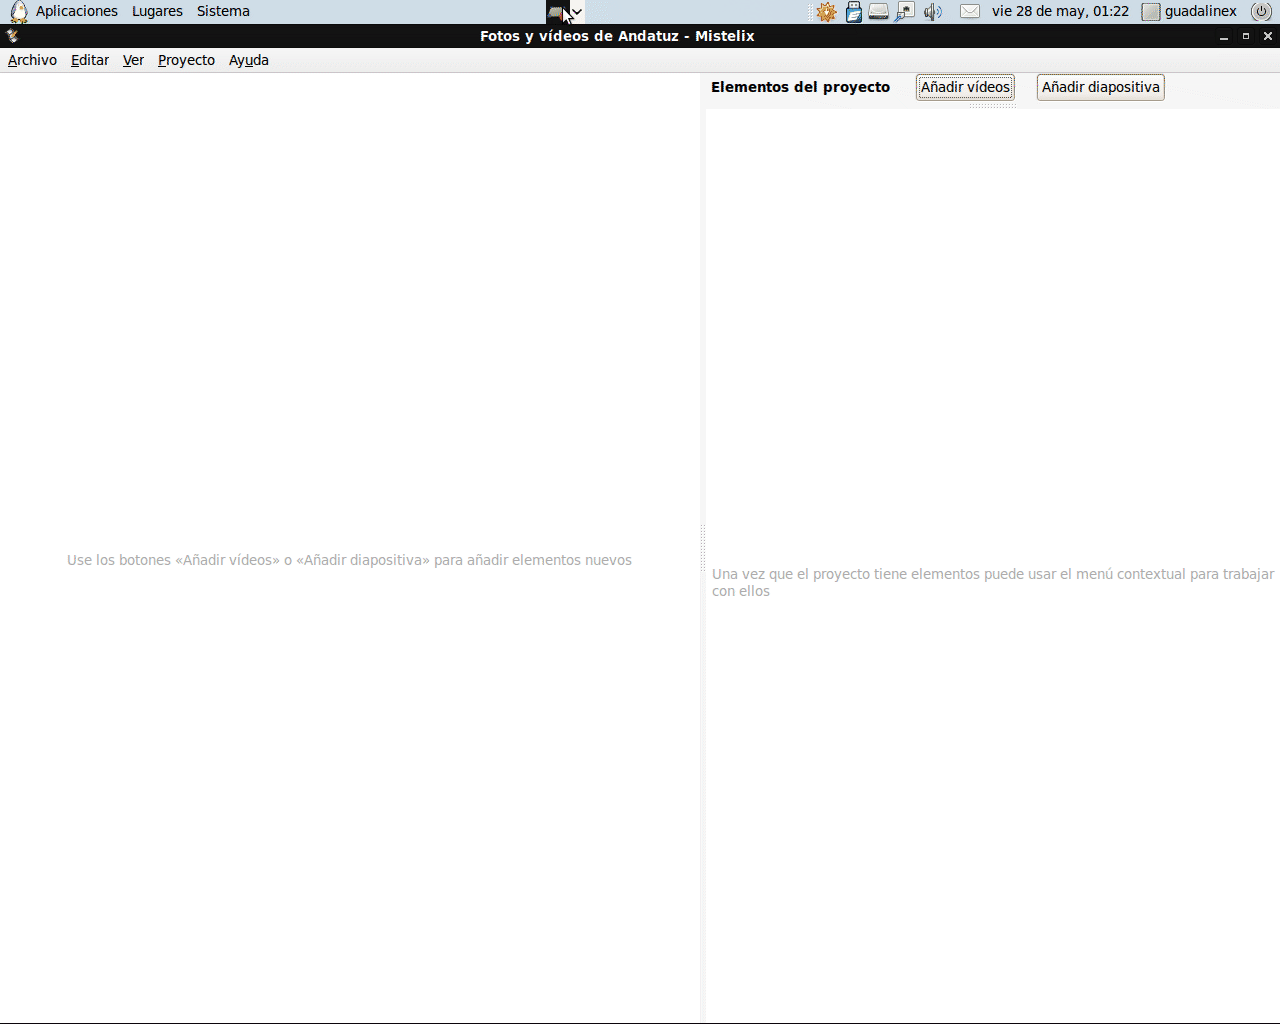 Aplicaciones Lugares Sistema vie 28 de may, 01:22 guadalinex
Fotos y vídeos de Andatuz - Mistelix
Archivo Editar Ver Proyecto Ayuda
Elementos del proyecto Añadir vídeos Añadir diapositiva
Use los botones «Añadir vídeos» o «Añadir diapositiva» para añadir elementos nuevos
Una vez que el proyecto tiene elementos puede usar el menú contextual para trabajar
con ellos